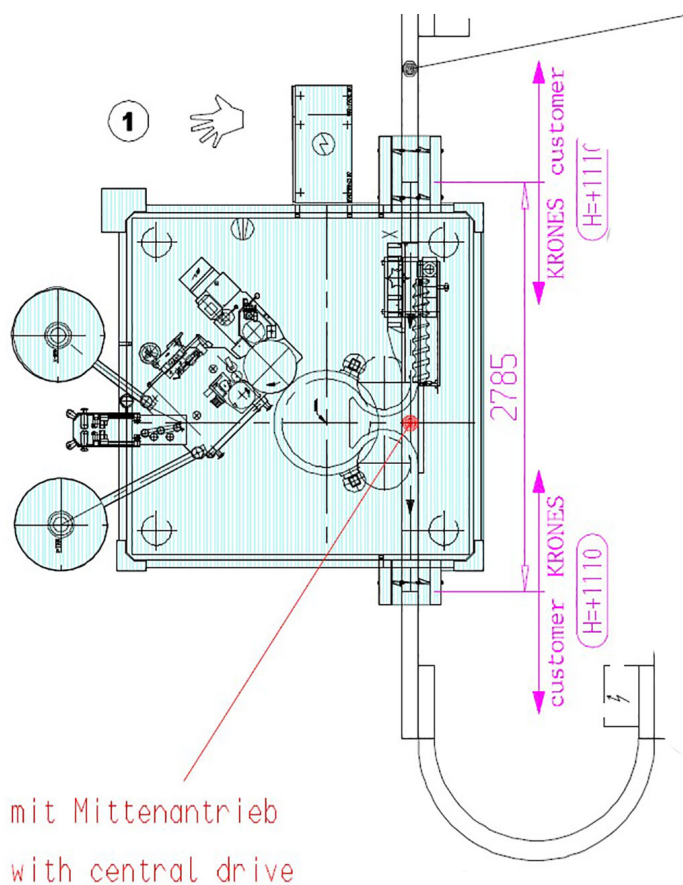 1
customer
KRONES
H=+1110
2785
KRONES
customer
H=+1110
X
mit Mittenantrieb
with central drive